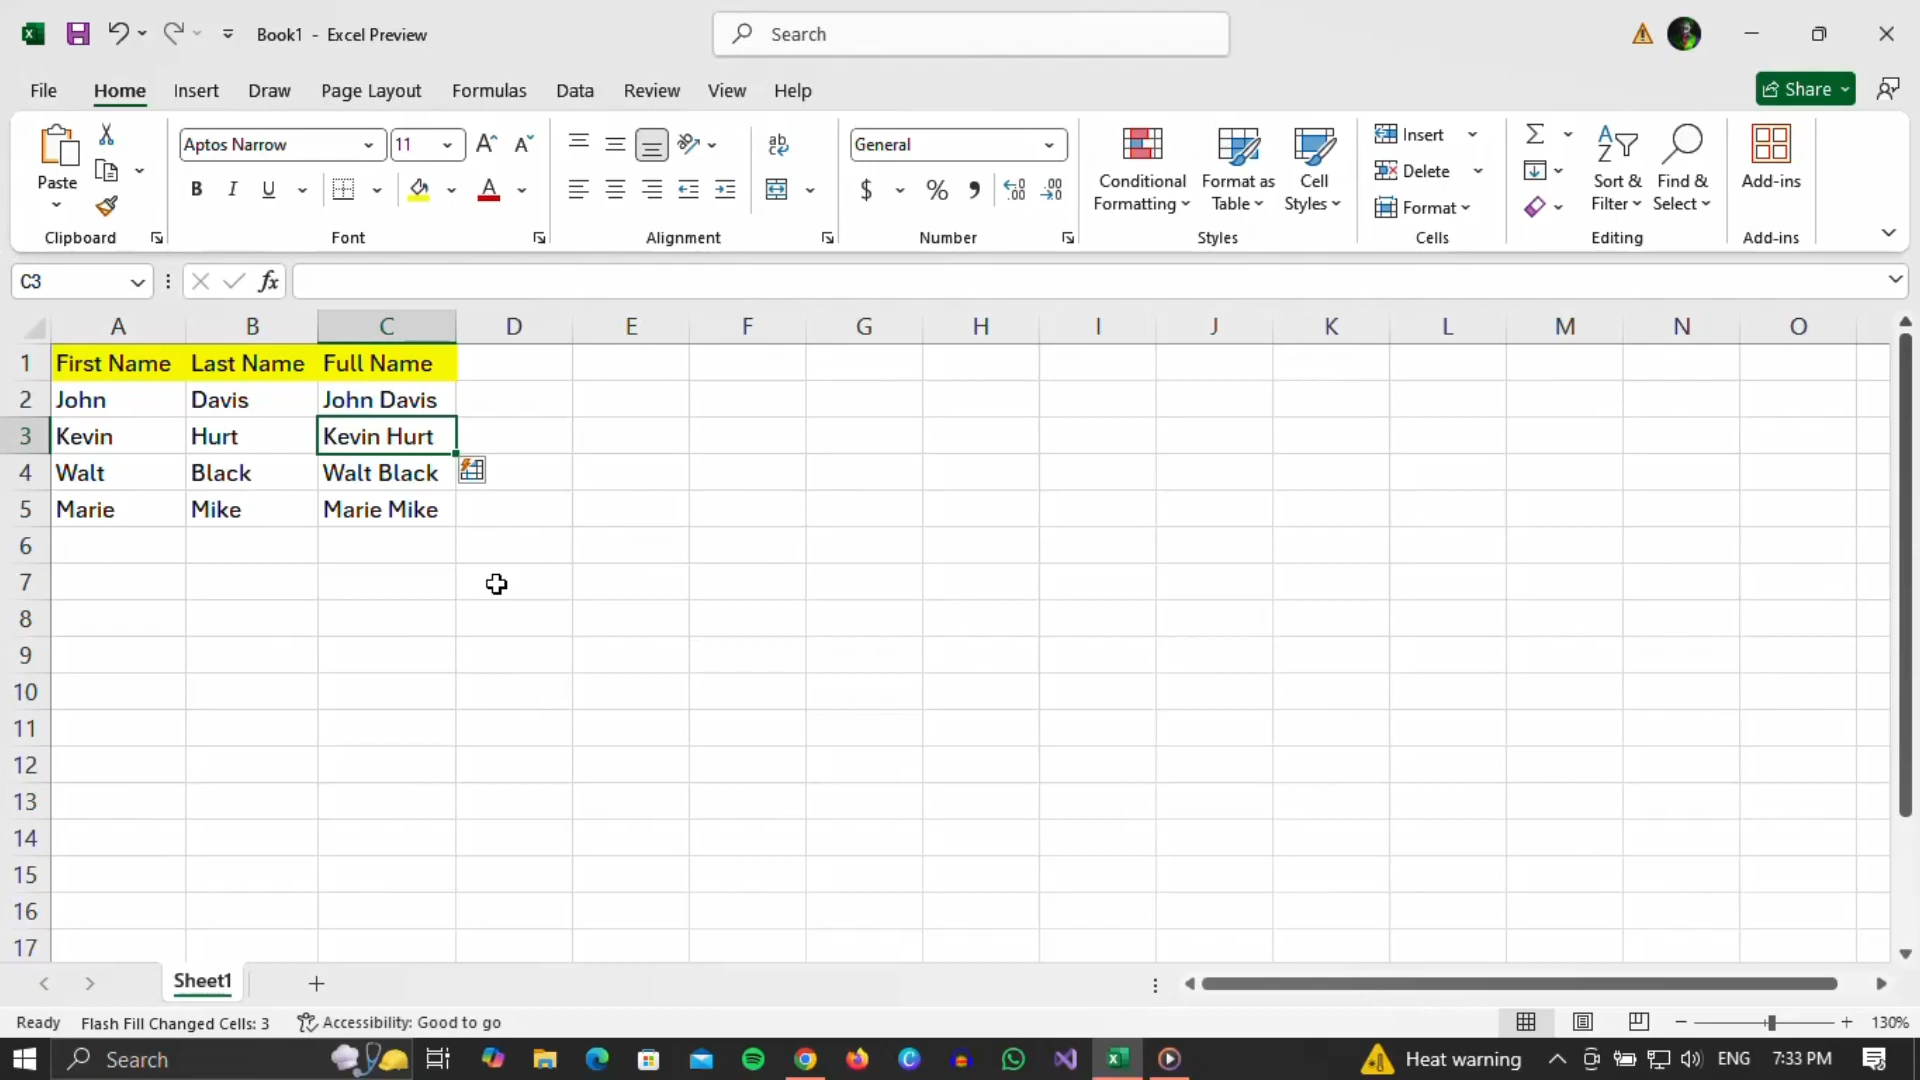 Book1 - Excel Preview
Search
File Home Insert Draw Page Layout Formulas Data Review View Help
Share
Paste
Clipboard
Aptos Narrow
11
B I U
Font
ab
Alignment
General
$ % 9
Number
Conditional Formatting
Format as Table
Cell Styles
Styles
Insert
Delete
Format
Cells
Sort & Filter
Find & Select
Editing
Add-ins
Add-ins
C3
fx
A B C D E F G H I J K L M N O
1 First Name Last Name Full Name
2 John Davis John Davis
3 Kevin Hurt Kevin Hurt
4 Walt Black Walt Black
5 Marie Mike Marie Mike
6
7
8
9
10
11
12
13
14
15
16
17
Sheet1
Ready Flash Fill Changed Cells: 3 Accessibility: Good to go
130%
Search
Heat warning
ENG
7:33 PM